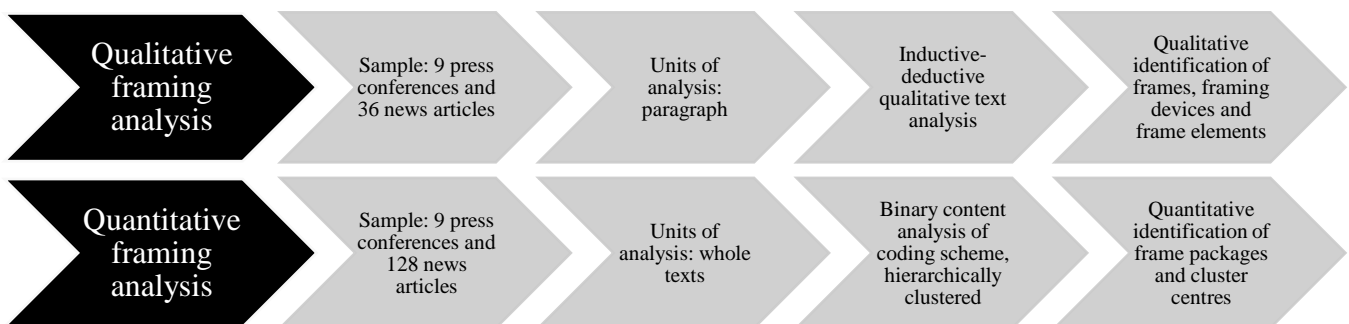 Qualitative
framing
analysis
Sample: 9 press
conferences and
36 news articles
Units of
analysis:
paragraph
Inductive-
deductive
qualitative text
analysis
Qualitative
identification of
frames, framing
devices and
frame elements
Quantitative
framing
analysis
Sample: 9 press
conferences and
128 news
articles
Units of
analysis: whole
texts
Binary content
analysis of
coding scheme,
hierarchically
clustered
Quantitative
identification of
frame packages
and cluster
centres